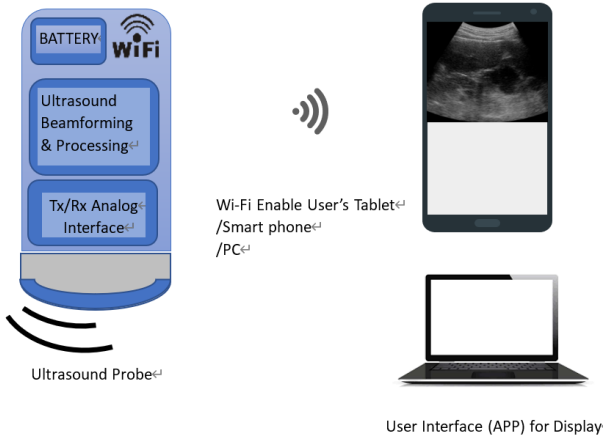 BATTERY
WiFi
Ultrasound
Beamforming
& Processing↵
Tx/Rx Analog↵
Interface↵
Wi-Fi Enable User's Tablet↵
/Smart phone↵
/PC↵
Ultrasound Probe↵
User Interface (APP) for Display